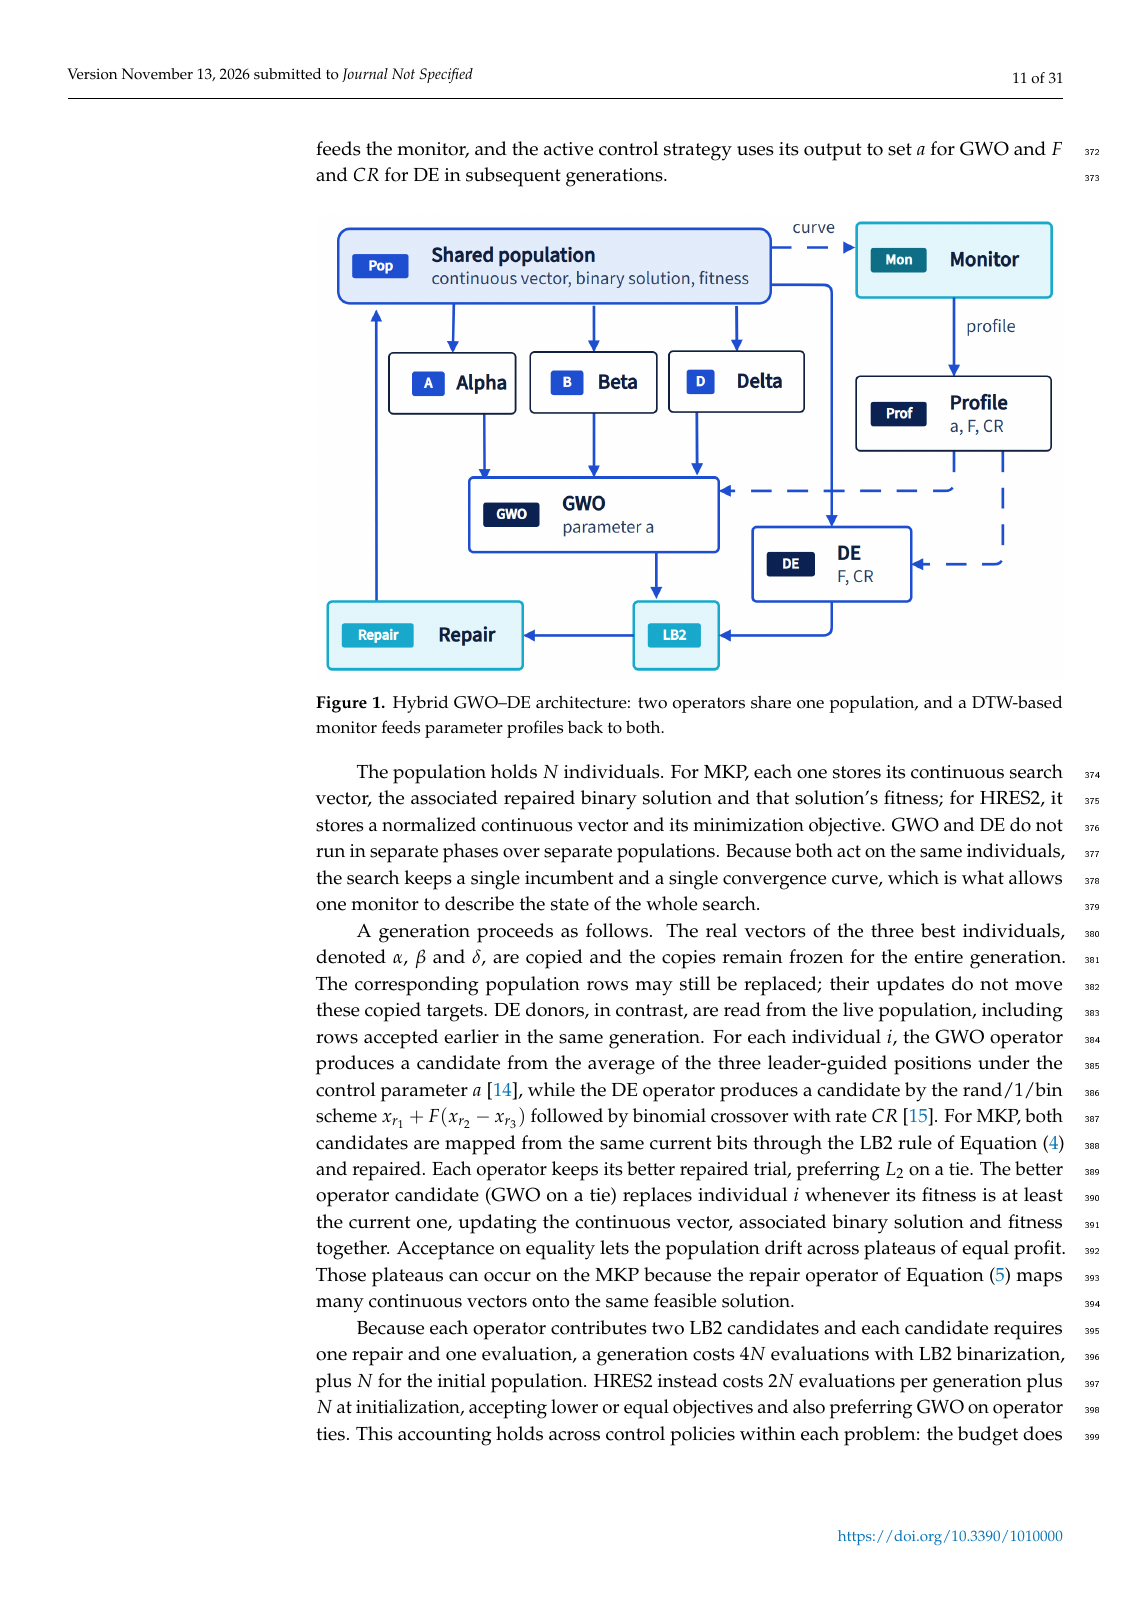 Version November 13, 2026 submitted to Journal Not Specified
11 of 31
feeds the monitor, and the active control strategy uses its output to set a for GWO and F 372
and CR for DE in subsequent generations. 373
curve
Pop
Shared population
continuous vector, binary solution, fitness
Mon
Monitor
profile
A Alpha
B Beta
D Delta
Prof
Profile
a, F, CR
GWO
GWO
parameter a
DE
DE
F, CR
Repair Repair
LB2
Figure 1. Hybrid GWO–DE architecture: two operators share one population, and a DTW-based
monitor feeds parameter profiles back to both.
The population holds N individuals. For MKP, each one stores its continuous search 374
vector, the associated repaired binary solution and that solution's fitness; for HRES2, it 375
stores a normalized continuous vector and its minimization objective. GWO and DE do not 376
run in separate phases over separate populations. Because both act on the same individuals, 377
the search keeps a single incumbent and a single convergence curve, which is what allows 378
one monitor to describe the state of the whole search. 379
A generation proceeds as follows. The real vectors of the three best individuals, 380
denoted α, β and δ, are copied and the copies remain frozen for the entire generation. 381
The corresponding population rows may still be replaced; their updates do not move 382
these copied targets. DE donors, in contrast, are read from the live population, including 383
rows accepted earlier in the same generation. For each individual i, the GWO operator 384
produces a candidate from the average of the three leader-guided positions under the 385
control parameter a [14], while the DE operator produces a candidate by the rand/1/bin 386
scheme x_{r_1} + F(x_{r_2} − x_{r_3}) followed by binomial crossover with rate CR [15]. For MKP, both 387
candidates are mapped from the same current bits through the LB2 rule of Equation (4) 388
and repaired. Each operator keeps its better repaired trial, preferring L_2 on a tie. The better 389
operator candidate (GWO on a tie) replaces individual i whenever its fitness is at least 390
the current one, updating the continuous vector, associated binary solution and fitness 391
together. Acceptance on equality lets the population drift across plateaus of equal profit. 392
Those plateaus can occur on the MKP because the repair operator of Equation (5) maps 393
many continuous vectors onto the same feasible solution. 394
Because each operator contributes two LB2 candidates and each candidate requires 395
one repair and one evaluation, a generation costs 4N evaluations with LB2 binarization, 396
plus N for the initial population. HRES2 instead costs 2N evaluations per generation plus 397
N at initialization, accepting lower or equal objectives and also preferring GWO on operator 398
ties. This accounting holds across control policies within each problem: the budget does 399
https://doi.org/10.3390/1010000